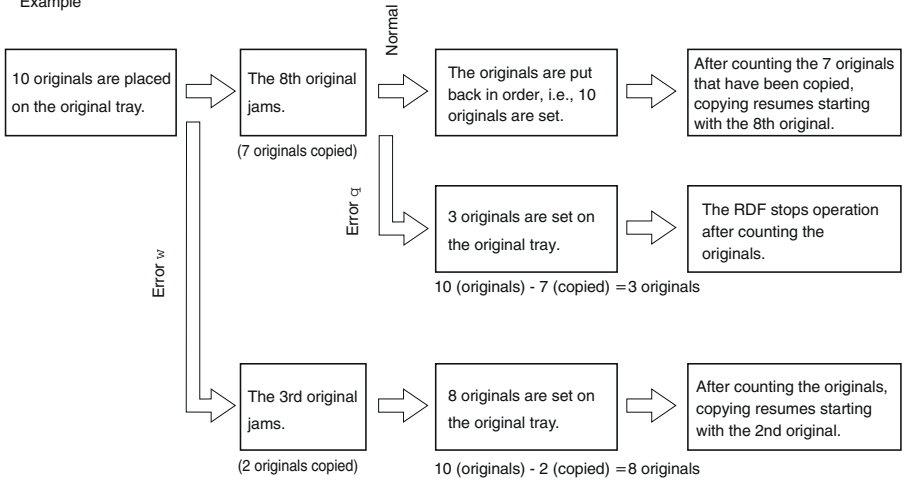 Example
Normal
10 originals are placed
on the original tray.
The 8th original
jams.
(7 originals copied)
The originals are put
back in order, i.e., 10
originals are set.
After counting the 7 originals
that have been copied,
copying resumes starting
with the 8th original.
Error q
3 originals are set on
the original tray.
10 (originals) - 7 (copied) =3 originals
The RDF stops operation
after counting the
originals.
Error w
The 3rd original
jams.
(2 originals copied)
8 originals are set on
the original tray.
10 (originals) - 2 (copied) =8 originals
After counting the originals,
copying resumes starting
with the 2nd original.